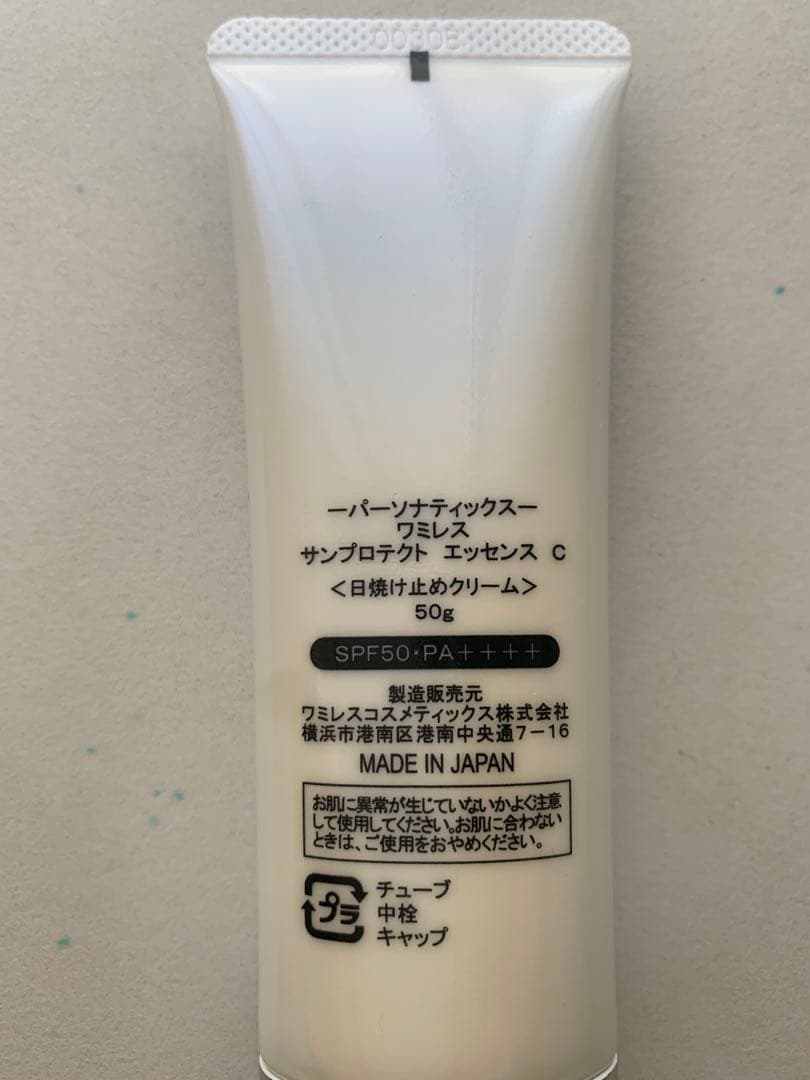 ーパーソナティックスー
ワミレス
サンプロテクト エッセンス C
＜日焼け止めクリーム＞
50g
SPF50・PA＋＋＋＋
製造販売元
ワミレスコスメティックス株式会社
横浜市港南区港南中央通7－16
MADE IN JAPAN
お肌に異常が生じていないかよく注意
して使用してください。お肌に合わない
ときは、ご使用をおやめください。
プラ
チューブ
中栓
キャップ